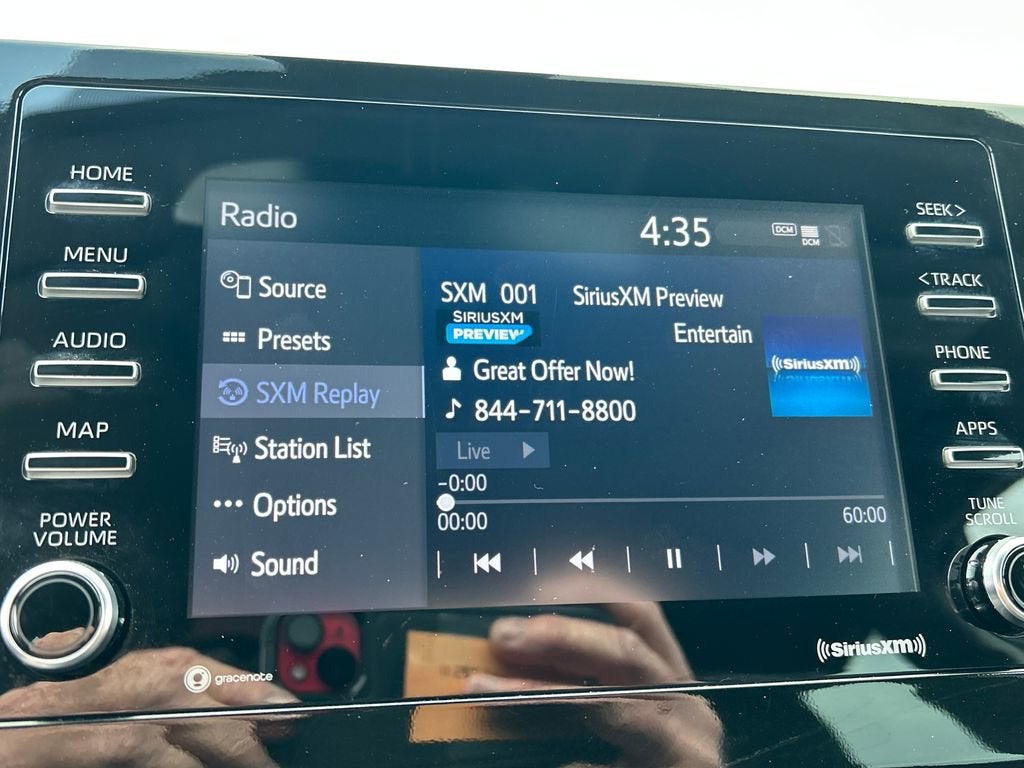 HOME
MENU
AUDIO
MAP
POWER
VOLUME
Radio
4:35
DCM
DCM
Source
Presets
SXM Replay
Station List
Options
Sound
SXM 001 SiriusXM Preview
SIRIUSXM
PREVIEW
Entertain
((SiriusXM))
Great Offer Now!
844-711-8800
Live
-0:00
00:00
60:00
SEEK >
< TRACK
PHONE
APPS
TUNE
SCROLL
gracenote
((SiriusXM))